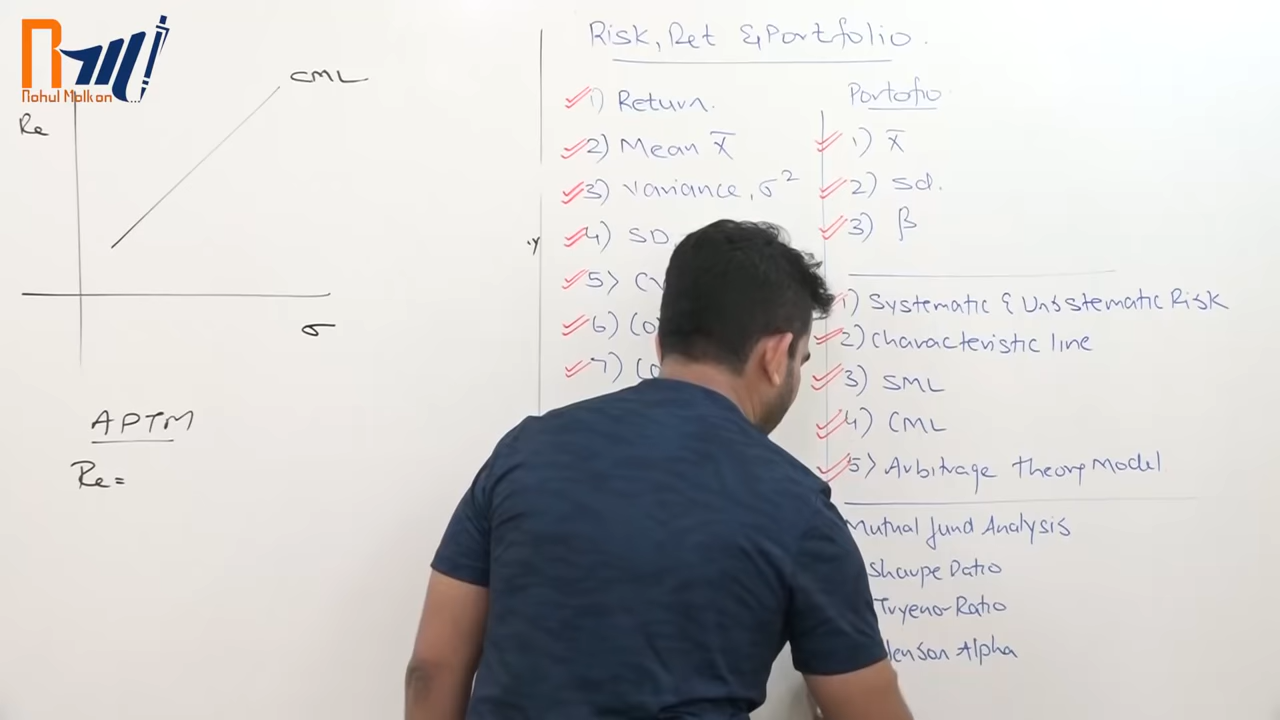 Rahul Malkan
CML
Re
σ
APTM
Re=
Risk, Ret & Portfolio.
1) Return.
2) Mean X̄
3) variance, σ²
4) SD.
5>
6)
7)
Portofio
1) X̄
2) sd.
3) β
1) Systematic & Unsstematic Risk
2) Characteristic line
3) SML
4) CML
5> Arbitrage theory Model
Mutual fund Analysis
Sharpe Ratio
Treyeno-Ratio
Jenson Alpha